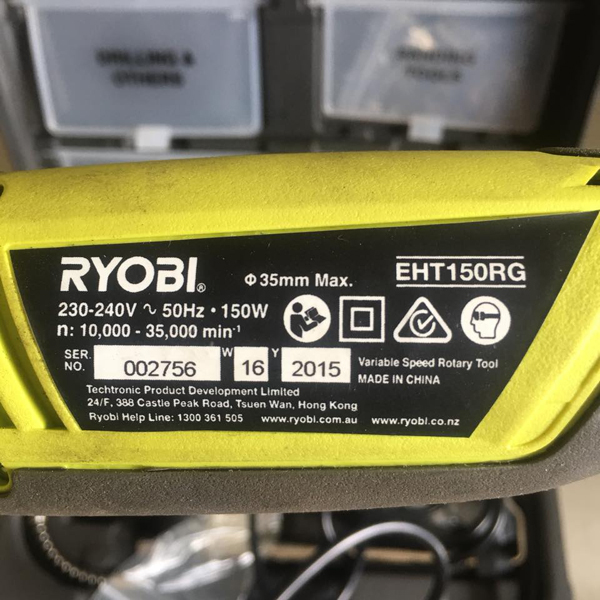 DRILLING &
OTHERS
TOOLS
RYOBI®
Φ 35mm Max.
EHT150RG
230-240V ∿ 50Hz • 150W
n: 10,000 - 35,000 min⁻¹
SER. NO. 002756 W 16 Y 2015
Variable Speed Rotary Tool
MADE IN CHINA
Techtronic Product Development Limited
24/F, 388 Castle Peak Road, Tsuen Wan, Hong Kong
Ryobi Help Line: 1300 361 505 www.ryobi.com.au www.ryobi.co.nz